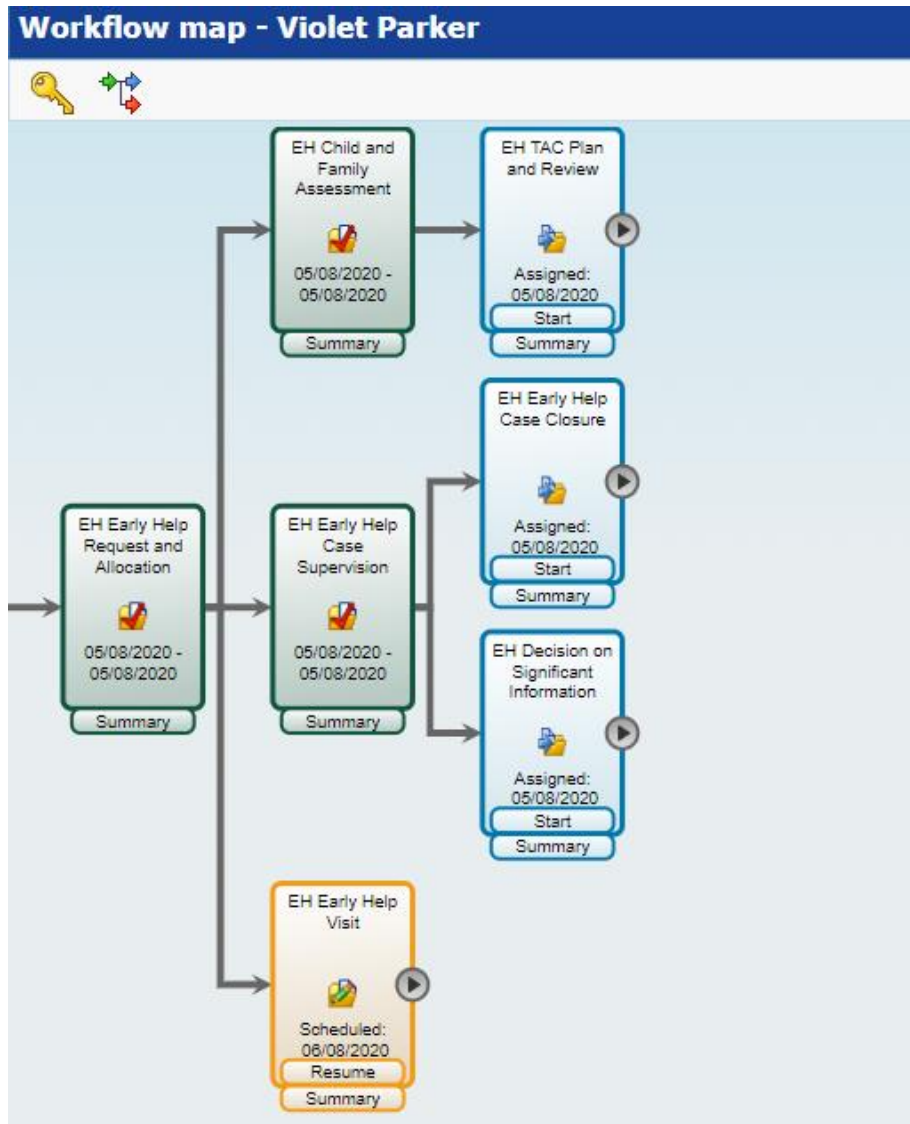 Workflow map - Violet Parker
EH Child and
Family
Assessment
05/08/2020 -
05/08/2020
Summary
EH TAC Plan
and Review
Assigned:
05/08/2020
Start
Summary
EH Early Help
Case Closure
Assigned:
05/08/2020
Start
Summary
EH Early Help
Request and
Allocation
05/08/2020 -
05/08/2020
Summary
EH Early Help
Case
Supervision
05/08/2020 -
05/08/2020
Summary
EH Decision on
Significant
Information
Assigned:
05/08/2020
Start
Summary
EH Early Help
Visit
Scheduled:
06/08/2020
Resume
Summary